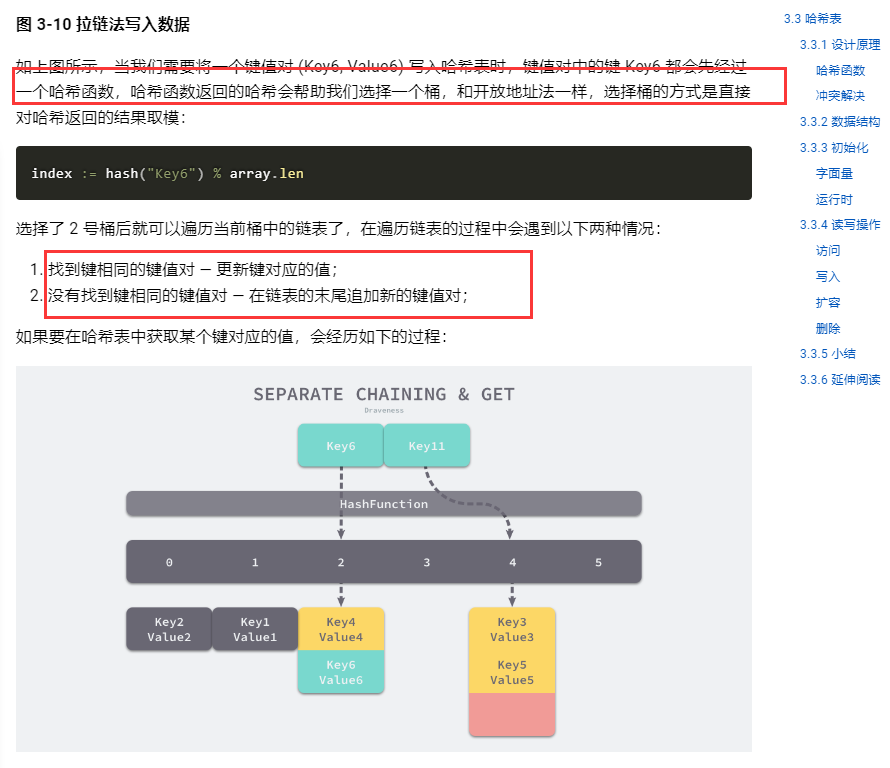 图 3-10 拉链法写入数据
如上图所示，当我们需要将一个键值对 (Key6, Value6) 写入哈希表时，键值对中的键 Key6 都会先经过
一个哈希函数，哈希函数返回的哈希会帮助我们选择一个桶，和开放地址法一样，选择桶的方式是直接
对哈希返回的结果取模：
index := hash("Key6") % array.len
选择了 2 号桶后就可以遍历当前桶中的链表了，在遍历链表的过程中会遇到以下两种情况：
1. 找到键相同的键值对 — 更新键对应的值；
2. 没有找到键相同的键值对 — 在链表的末尾追加新的键值对；
如果要在哈希表中获取某个键对应的值，会经历如下的过程：
SEPARATE CHAINING & GET
Draveness
Key6 Key11
HashFunction
0 1 2 3 4 5
Key2 Key1 Key4 Key3
Value2 Value1 Value4 Value3
Key6 Key5
Value6 Value5
3.3 哈希表
3.3.1 设计原理
哈希函数
冲突解决
3.3.2 数据结构
3.3.3 初始化
字面量
运行时
3.3.4 读写操作
访问
写入
扩容
删除
3.3.5 小结
3.3.6 延伸阅读